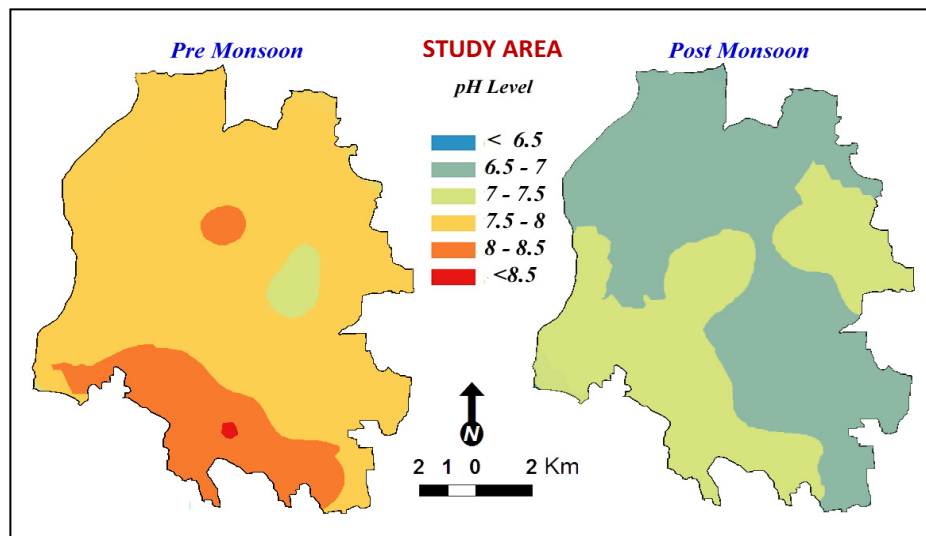 Pre Monsoon
STUDY AREA
Post Monsoon
pH Level
< 6.5
6.5 - 7
7 - 7.5
7.5 - 8
8 - 8.5
<8.5
N
2 1 0 2 Km